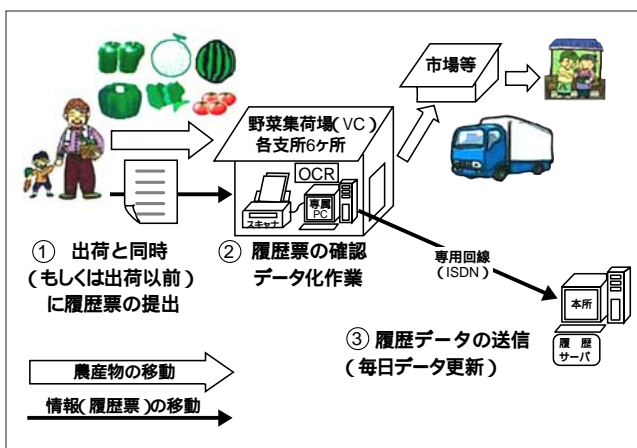 市場等
野菜集荷場(VC)
各支所6ヶ所
OCR
専属
PC
スキャナ
① 出荷と同時
(もしくは出荷以前)
に履歴票の提出
② 履歴票の確認
データ化作業
専用回線
(ISDN)
本所
履歴
サーバ
③ 履歴データの送信
(毎日データ更新)
農産物の移動
情報(履歴票)の移動